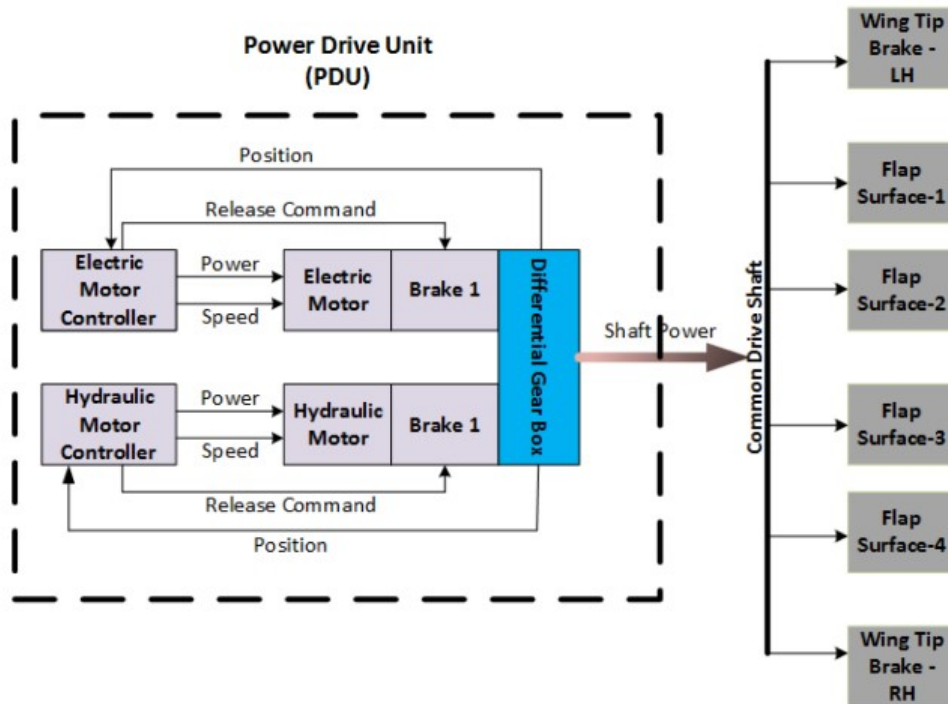 Power Drive Unit
(PDU)
Position
Release Command
Electric
Motor
Controller
Power
Speed
Electric
Motor
Brake 1
Differential Gear Box
Hydraulic
Motor
Controller
Power
Speed
Hydraulic
Motor
Brake 1
Release Command
Position
Shaft Power
Common Drive Shaft
Wing Tip
Brake -
LH
Flap
Surface-1
Flap
Surface-2
Flap
Surface-3
Flap
Surface-4
Wing Tip
Brake -
RH